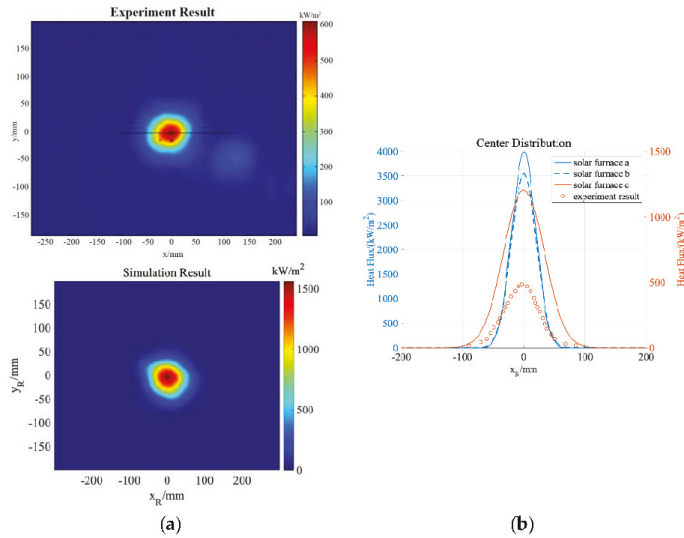 Experiment Result
kW/m²
600
500
400
300
200
100
150
100
50
0
-50
-100
-150
y/mm
-250 -200 -150 -100 -50 0 50 100 150 200
x/mm
Simulation Result
kW/m²
1500
1000
500
0
150
100
50
0
-50
-100
-150
y_R/mm
-200 -100 0 100 200
x_R/mm
(a)
Center Distribution
4000
3500
3000
2500
2000
1500
1000
500
0
Heat Flux/(kW/m²)
solar furnace a
solar furnace b
solar furnace c
experiment result
1500
1000
500
0
Heat Flux/(kW/m²)
-200 -100 0 100 200
x_R/mm
(b)